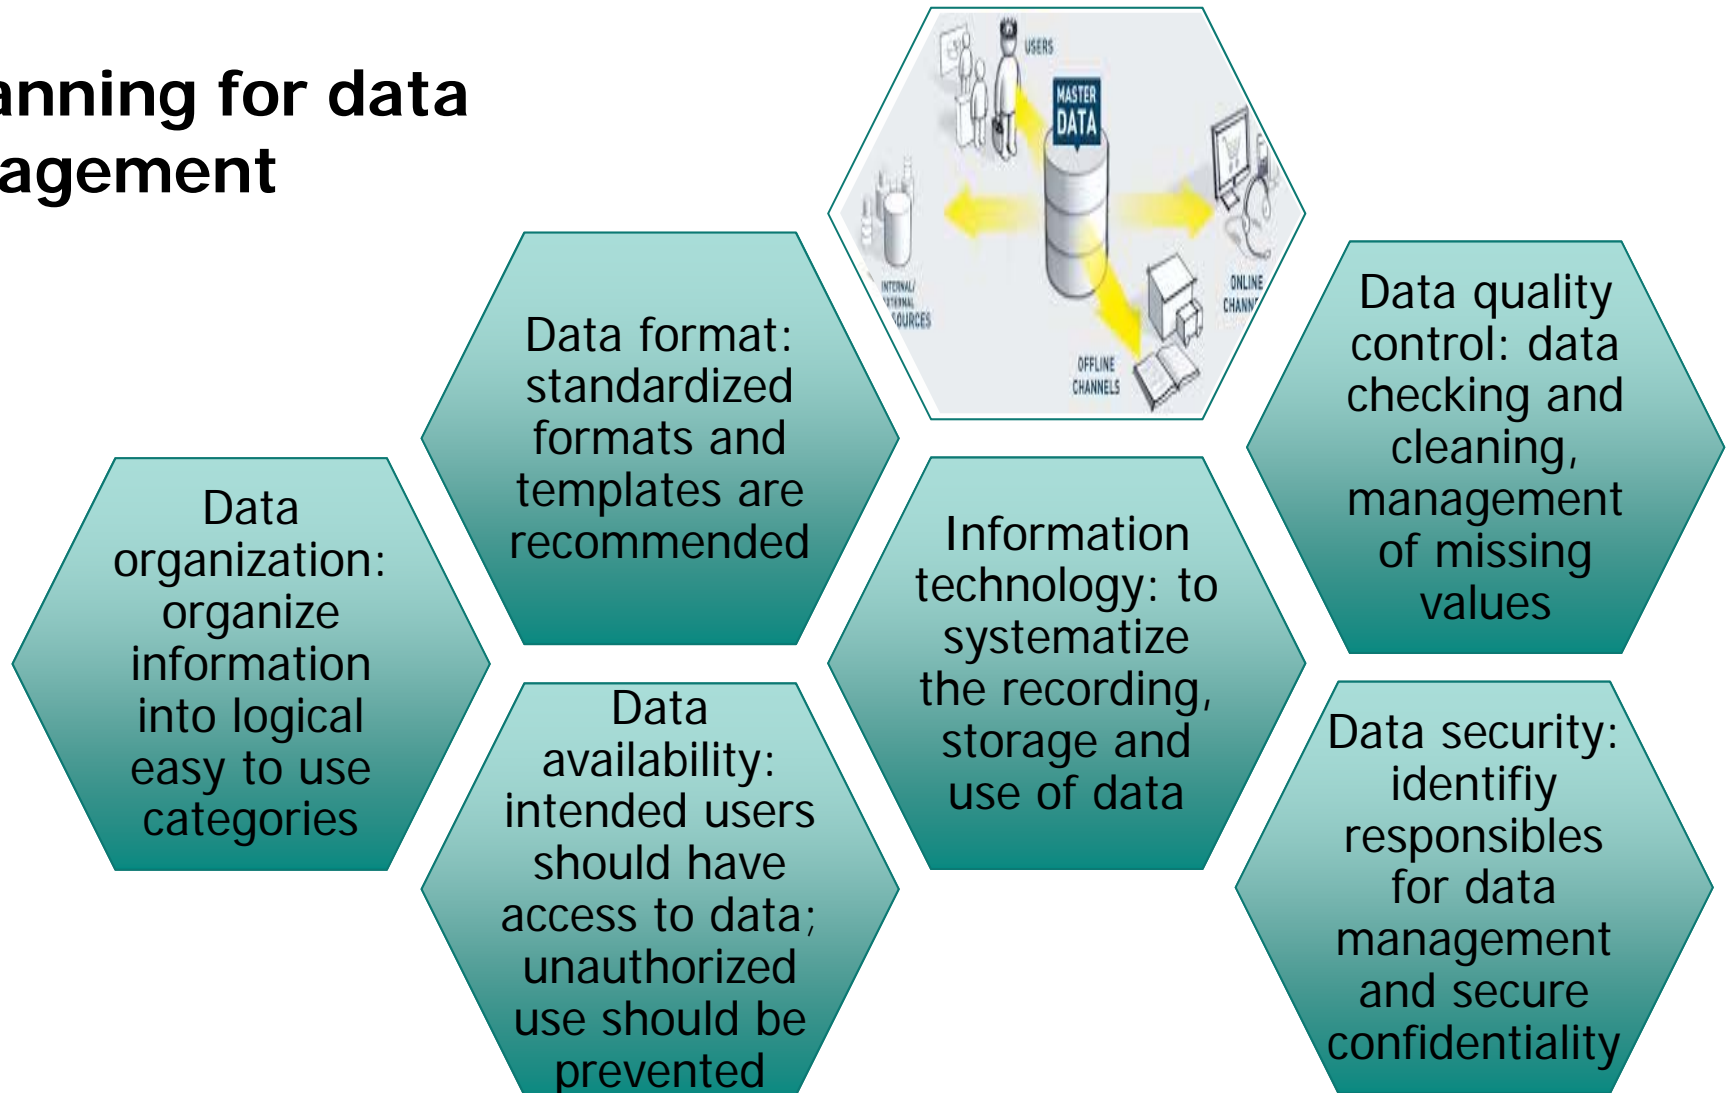 anning for data
agement
USERS
MASTER
DATA
INTERNAL/
EXTERNAL
SOURCES
ONLINE
CHANN
OFFLINE
CHANNELS
Data format:
standardized
formats and
templates are
recommended
Data quality
control: data
checking and
cleaning,
management
of missing
values
Data
organization:
organize
information
into logical
easy to use
categories
Information
technology: to
systematize
the recording,
storage and
use of data
Data
availability:
intended users
should have
access to data;
unauthorized
use should be
prevented
Data security:
identifiy
responsibles
for data
management
and secure
confidentiality